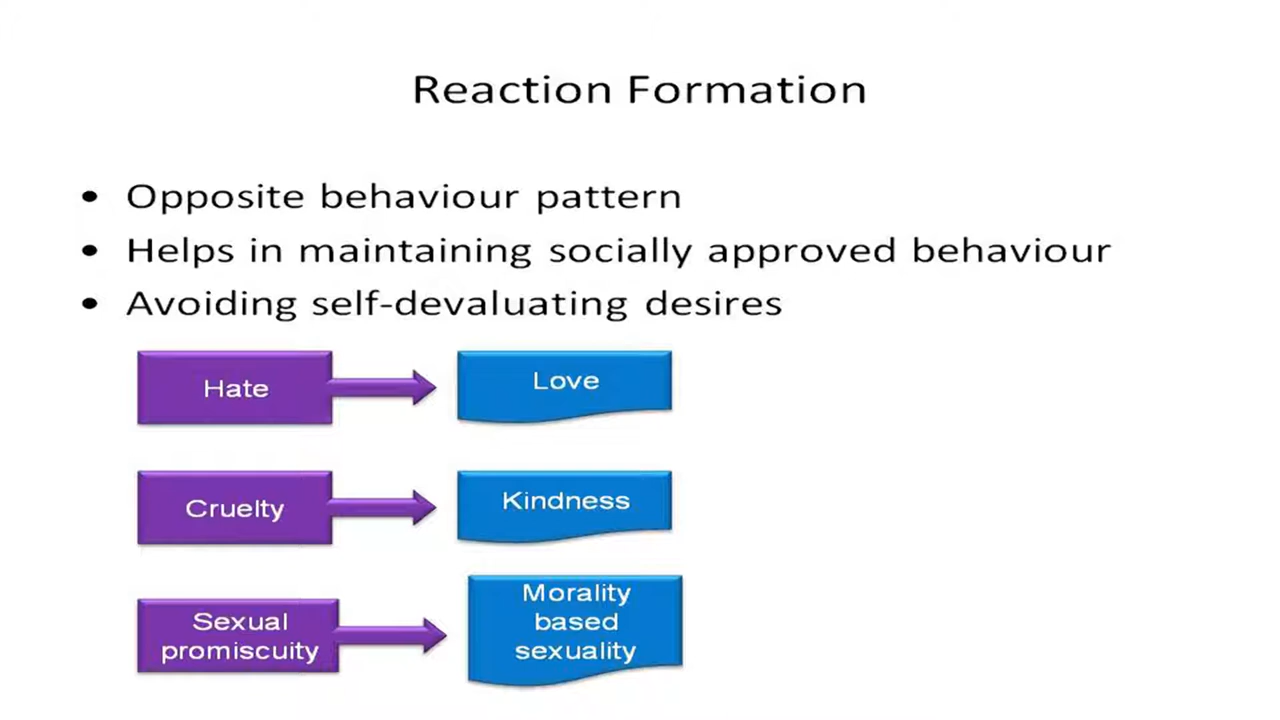 Reaction Formation
• Opposite behaviour pattern
• Helps in maintaining socially approved behaviour
• Avoiding self-devaluating desires
Hate
Love
Cruelty
Kindness
Sexual
promiscuity
Morality
based
sexuality